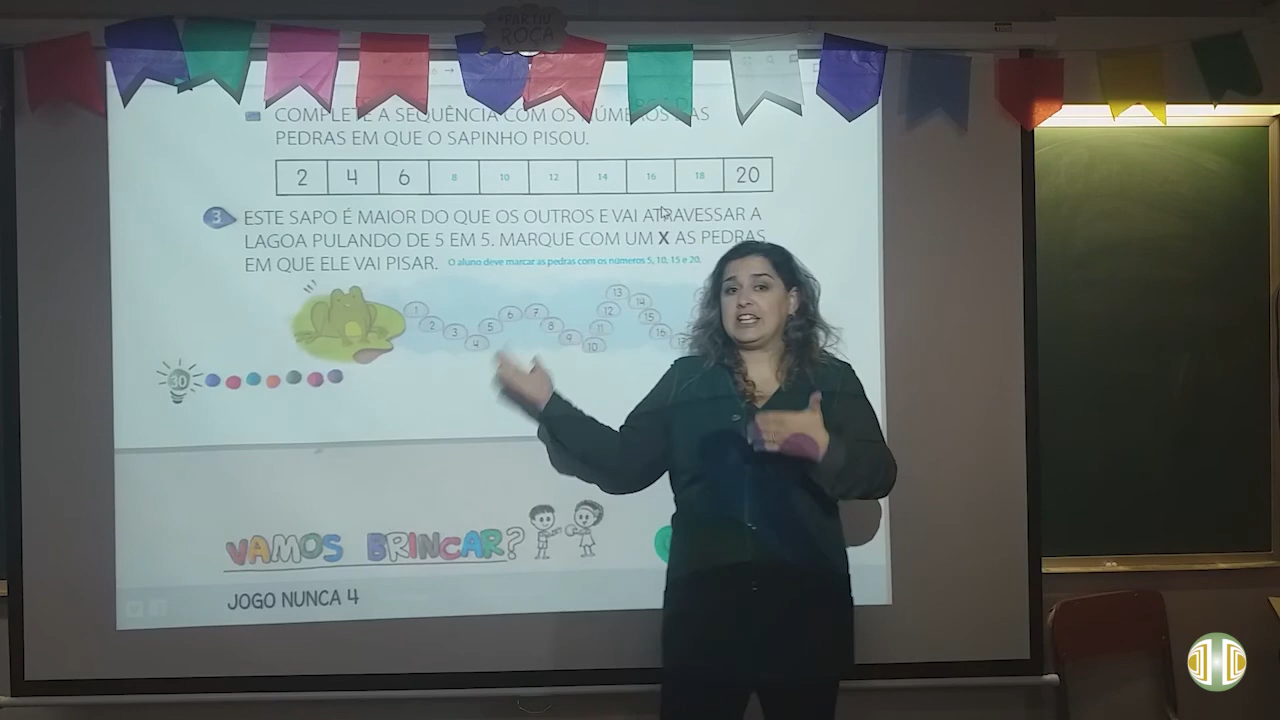 PARTIU
ROÇA
COMPLETE A SEQUÊNCIA COM OS NÚMEROS DAS
PEDRAS EM QUE O SAPINHO PISOU.
2 4 6 8 10 12 14 16 18 20
3 ESTE SAPO É MAIOR DO QUE OS OUTROS E VAI ATRAVESSAR A
LAGOA PULANDO DE 5 EM 5. MARQUE COM UM X AS PEDRAS
EM QUE ELE VAI PISAR. O aluno deve marcar as pedras com os números 5, 10, 15 e 20.
1 2 3 4 5 6 7 8 9 10 11 12 13 14 15 16 17
30
VAMOS BRINCAR?
JOGO NUNCA 4